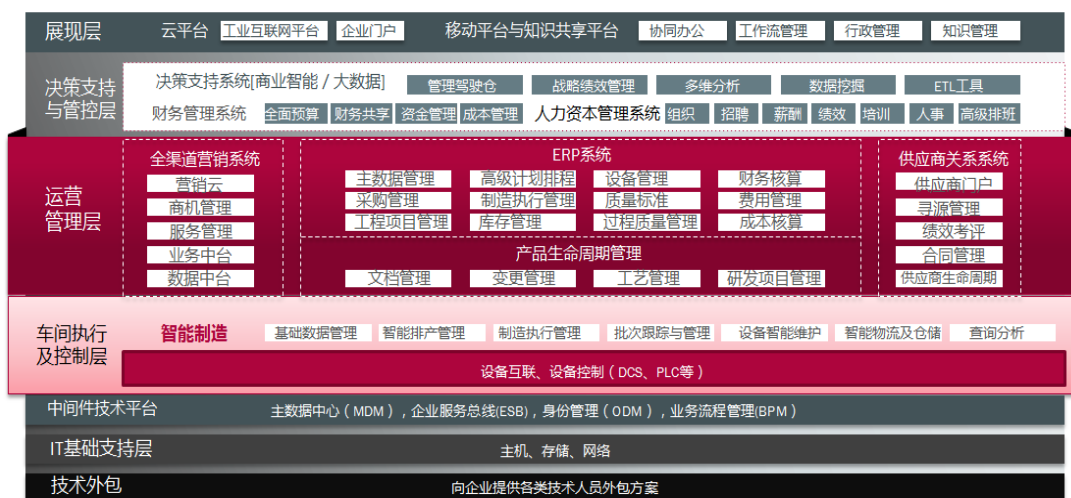 展现层 云平台 工业互联网平台 企业门户 移动平台与知识共享平台 协同办公 工作流管理 行政管理 知识管理
决策支持与管控层
决策支持系统[商业智能 / 大数据] 管理驾驶仓 战略绩效管理 多维分析 数据挖掘 ETL工具
财务管理系统 全面预算 财务共享 资金管理 成本管理 人力资本管理系统 组织 招聘 薪酬 绩效 培训 人事 高级排班
运营
管理层
全渠道营销系统
营销云
商机管理
服务管理
业务中台
数据中台
ERP系统
主数据管理 高级计划排程 设备管理 财务核算
采购管理 制造执行管理 质量标准 费用管理
工程项目管理 库存管理 过程质量管理 成本核算
产品生命周期管理
文档管理 变更管理 工艺管理 研发项目管理
供应商关系系统
供应商门户
寻源管理
绩效考评
合同管理
供应商生命周期
车间执行
及控制层
智能制造 基础数据管理 智能排产管理 制造执行管理 批次跟踪与管理 设备智能维护 智能物流及仓储 查询分析
设备互联、设备控制（DCS、PLC等）
中间件技术平台 主数据中心（MDM），企业服务总线(ESB)，身份管理（ODM），业务流程管理(BPM)
IT基础支持层 主机、存储、网络
技术外包 向企业提供各类技术人员外包方案